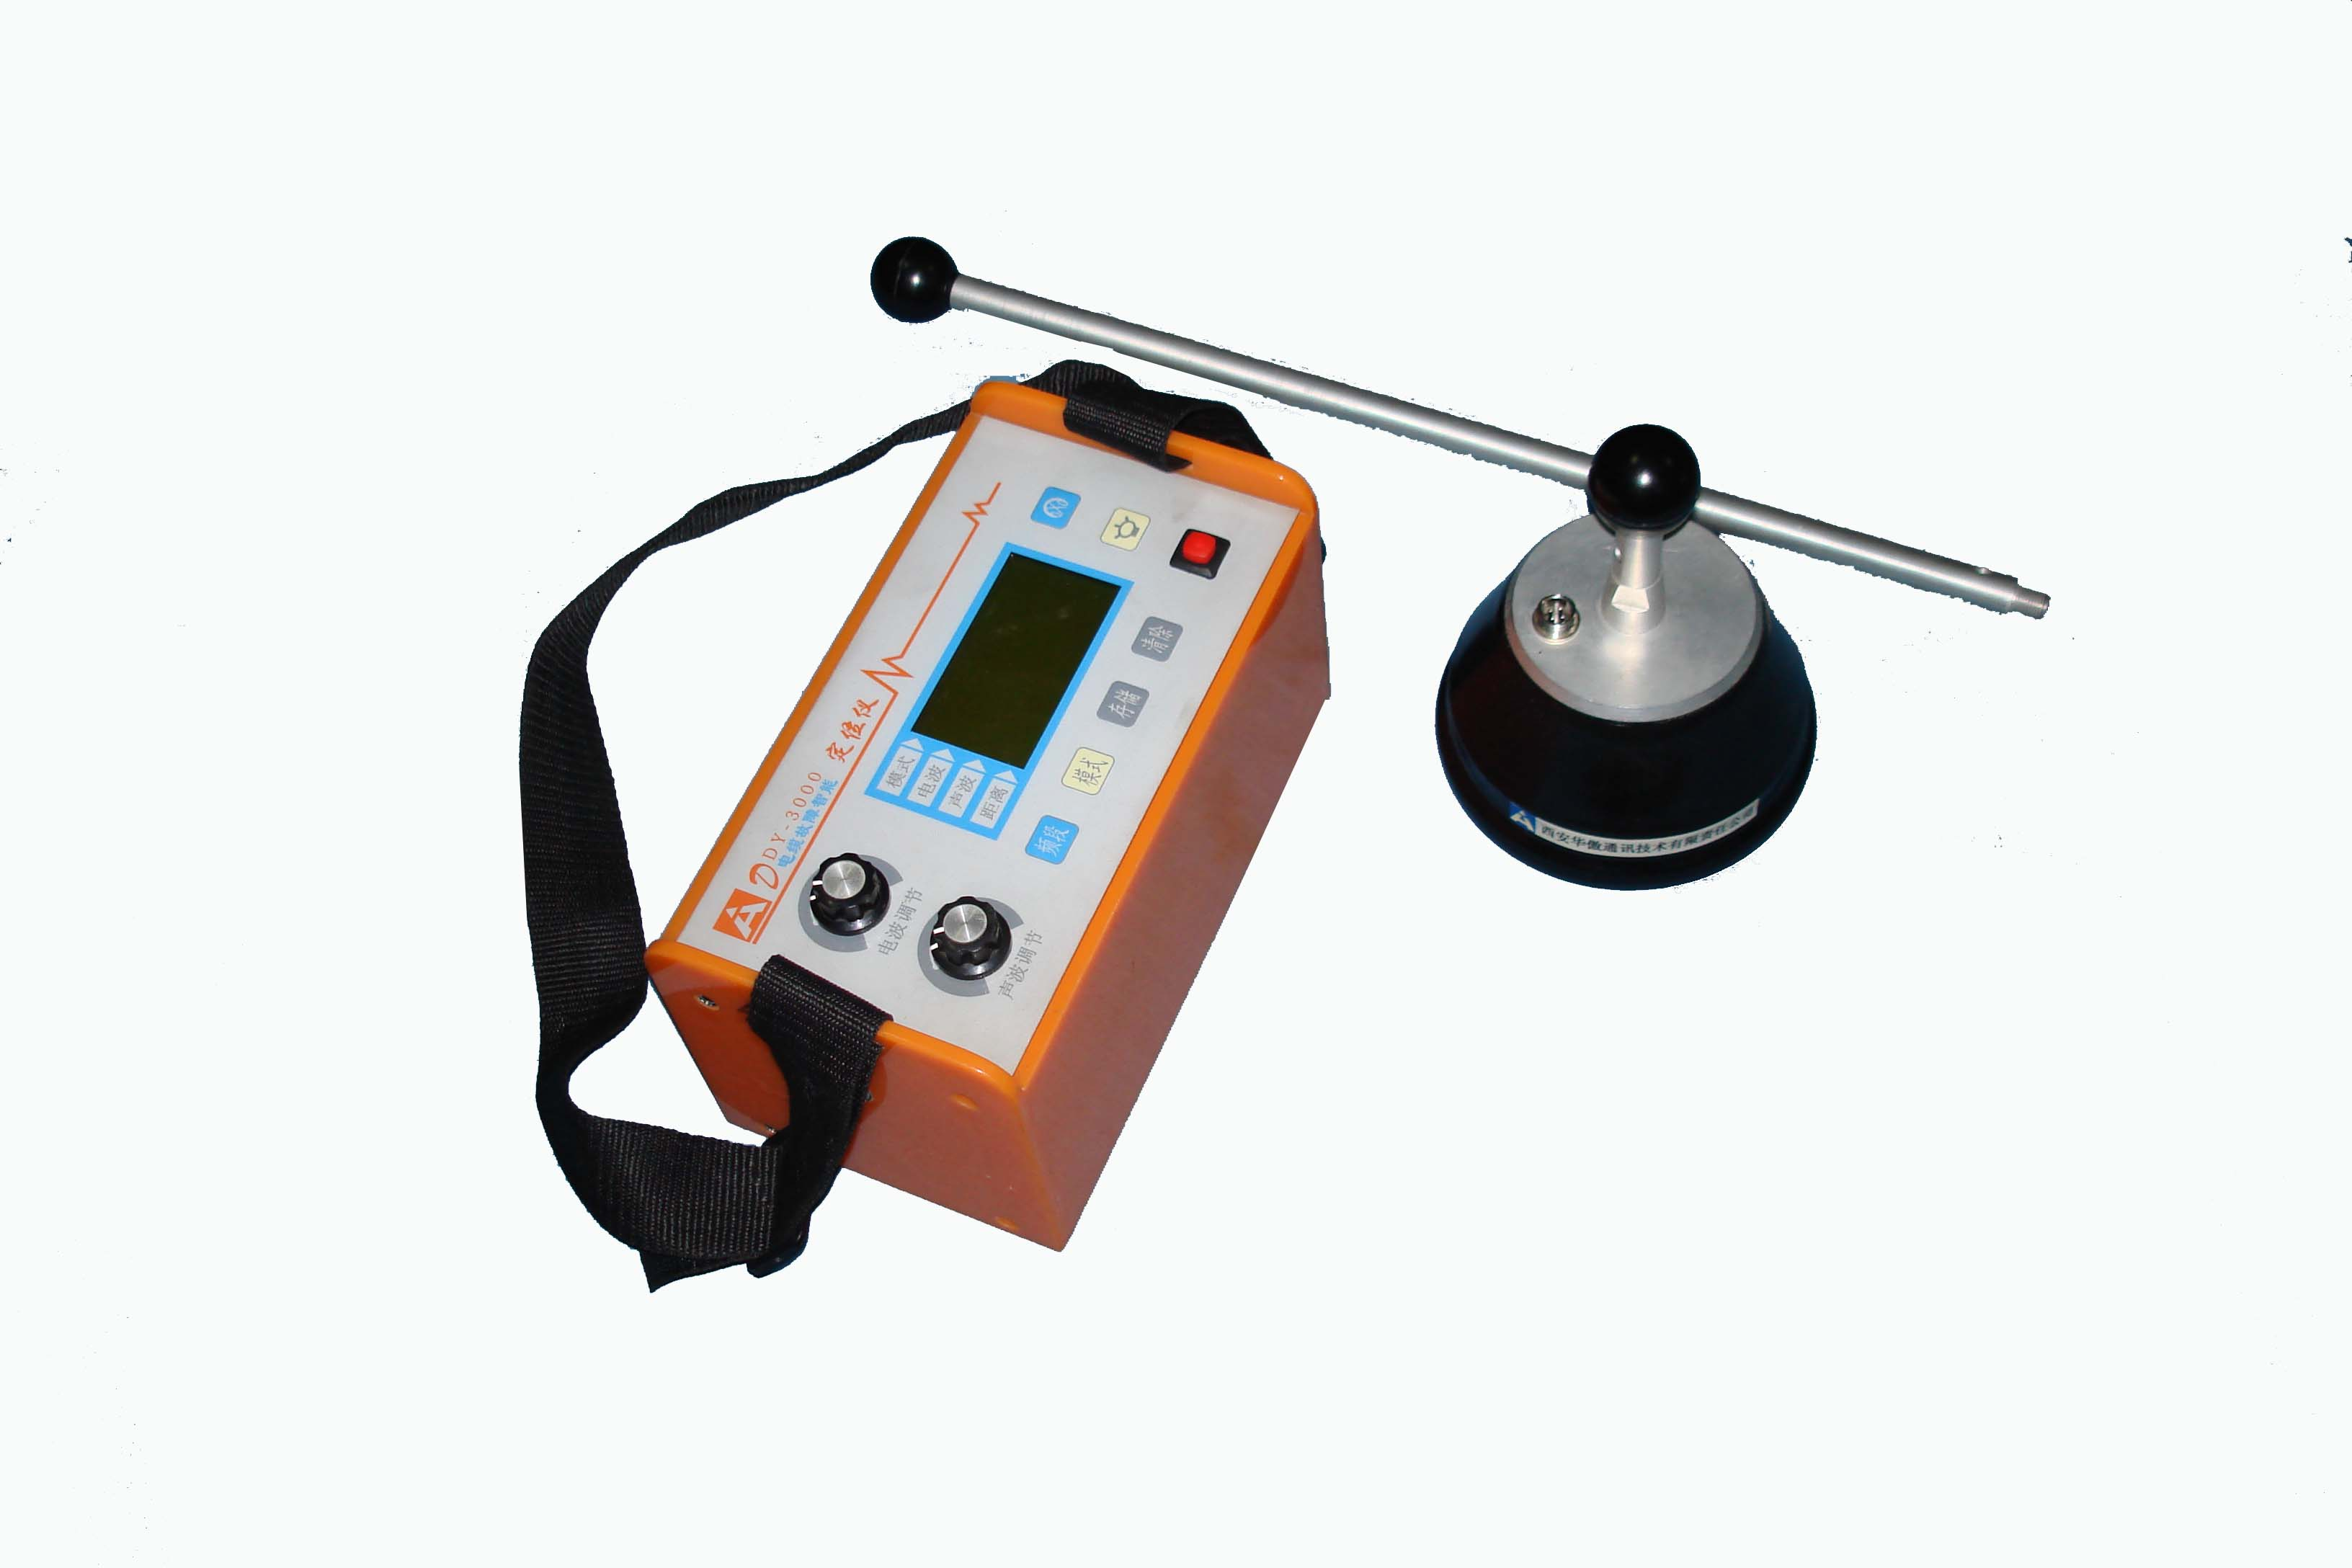 DDY-3000
电缆故障智能
定位仪
模式
电波
声波
距离
清除
存储
模式
频段
电波调节
声波调节
西安华傲通讯技术有限责任公司